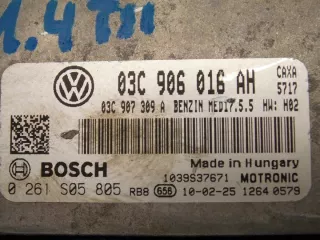 1.4 TSI
03C 906 016 AH
CAXA
5717
03C 907 309 A BENZIN MED17.5.5 HW: H02
BOSCH
Made in Hungary
1039S37671 MOTRONIC
0 261 S05 805 RB8 656 10-02-25 1264 0579